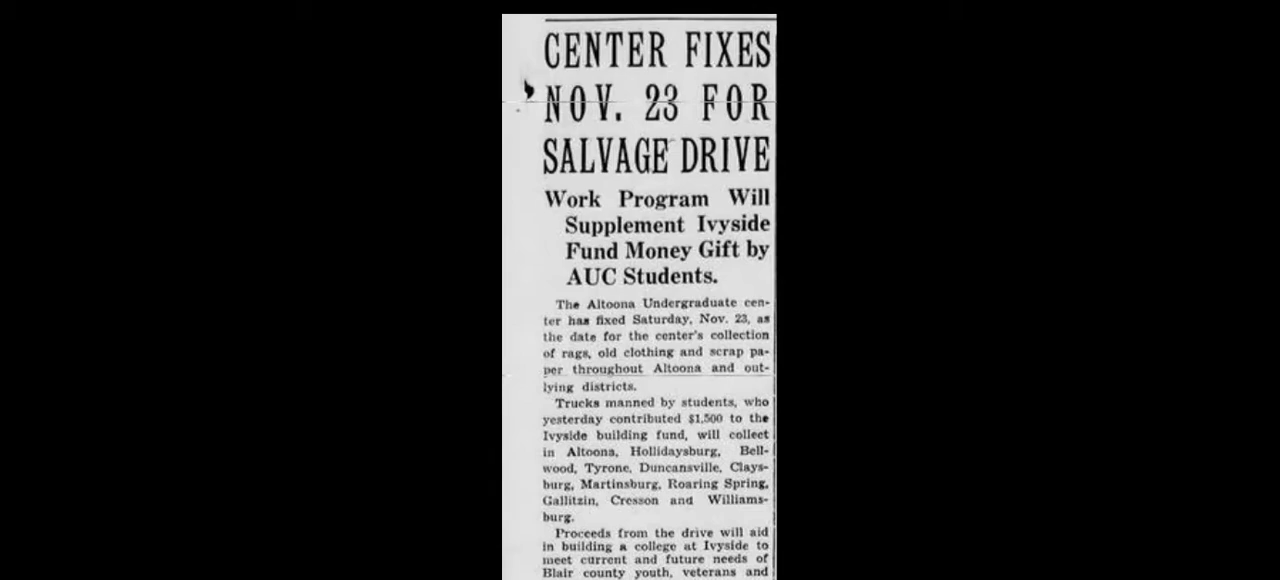 CENTER FIXES
NOV. 23 FOR
SALVAGE DRIVE
Work Program Will
Supplement Ivyside
Fund Money Gift by
AUC Students.
The Altoona Undergraduate cen-
ter has fixed Saturday, Nov. 23, as
the date for the center's collection
of rags, old clothing and scrap pa-
per throughout Altoona and out-
lying districts.
Trucks manned by students, who
yesterday contributed $1,500 to the
Ivyside building fund, will collect
in Altoona, Hollidaysburg, Bell-
wood, Tyrone, Duncansville, Clays-
burg, Martinsburg, Roaring Spring,
Gallitzin, Cresson and Williams-
burg.
Proceeds from the drive will aid
in building a college at Ivyside to
meet current and future needs of
Blair county youth, veterans and